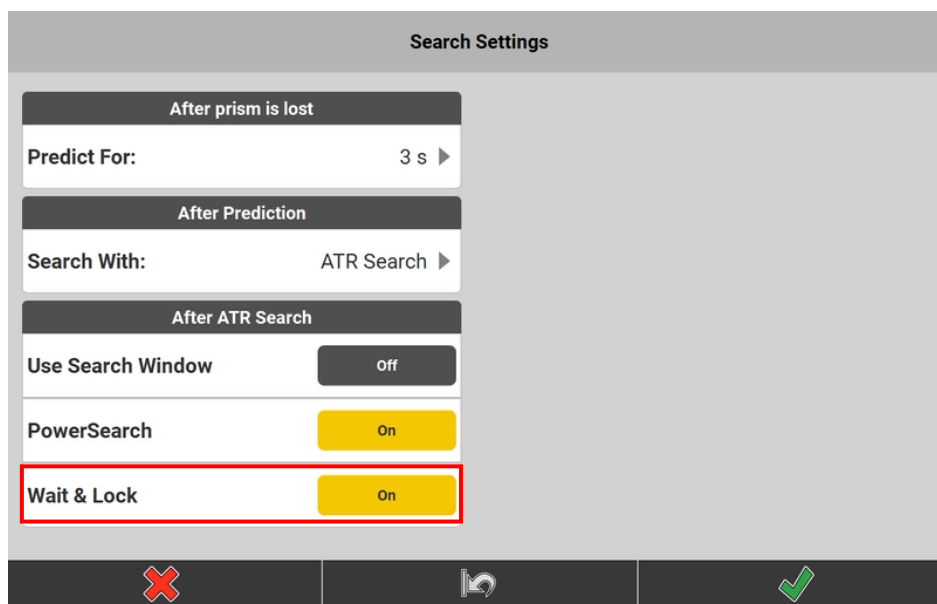 Search Settings
After prism is lost
Predict For: 3 s
After Prediction
Search With: ATR Search
After ATR Search
Use Search Window Off
PowerSearch On
Wait & Lock On